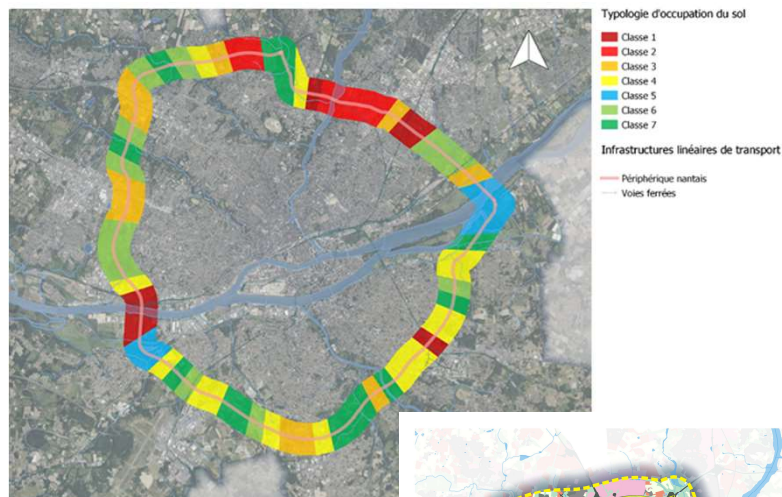 Typologie d'occupation du sol
Classe 1
Classe 2
Classe 3
Classe 4
Classe 5
Classe 6
Classe 7
Infrastructures linéaires de transport
Périphérique nantais
Voies ferrées